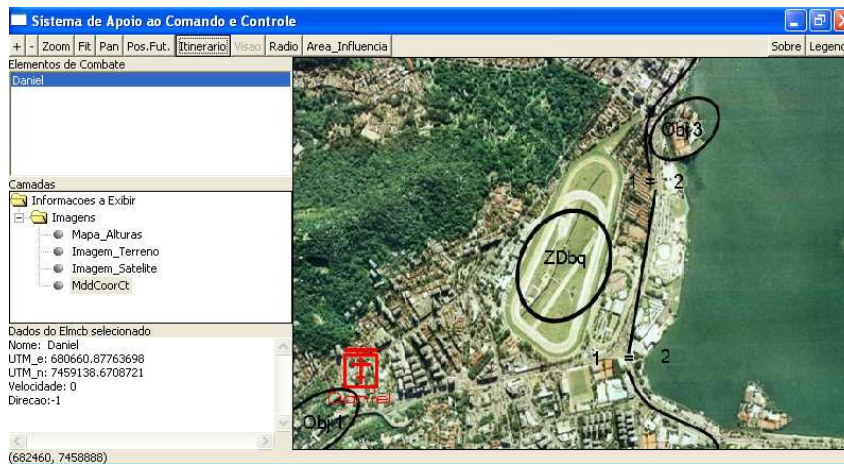 Sistema de Apoio ao Comando e Controle
+ - Zoom Fit Pan Pos.Fut. Itinerario Visao Radio Area_Influencia Sobre Legend
Elementos de Combate
Daniel
Camadas
Informacoes a Exibir
Imagens
Mapa_Alturas
Imagem_Terreno
Imagem_Satelite
MddCoorCt
Dados do Elmcb selecionado
Nome: Daniel
UTM_e: 680660.87763698
UTM_n: 7459138.6708721
Velocidade: 0
Direcao:-1
(682460, 7458888)
Obj 3
1 = 2
ZDbq
1 = 2
Daniel
Obj 1